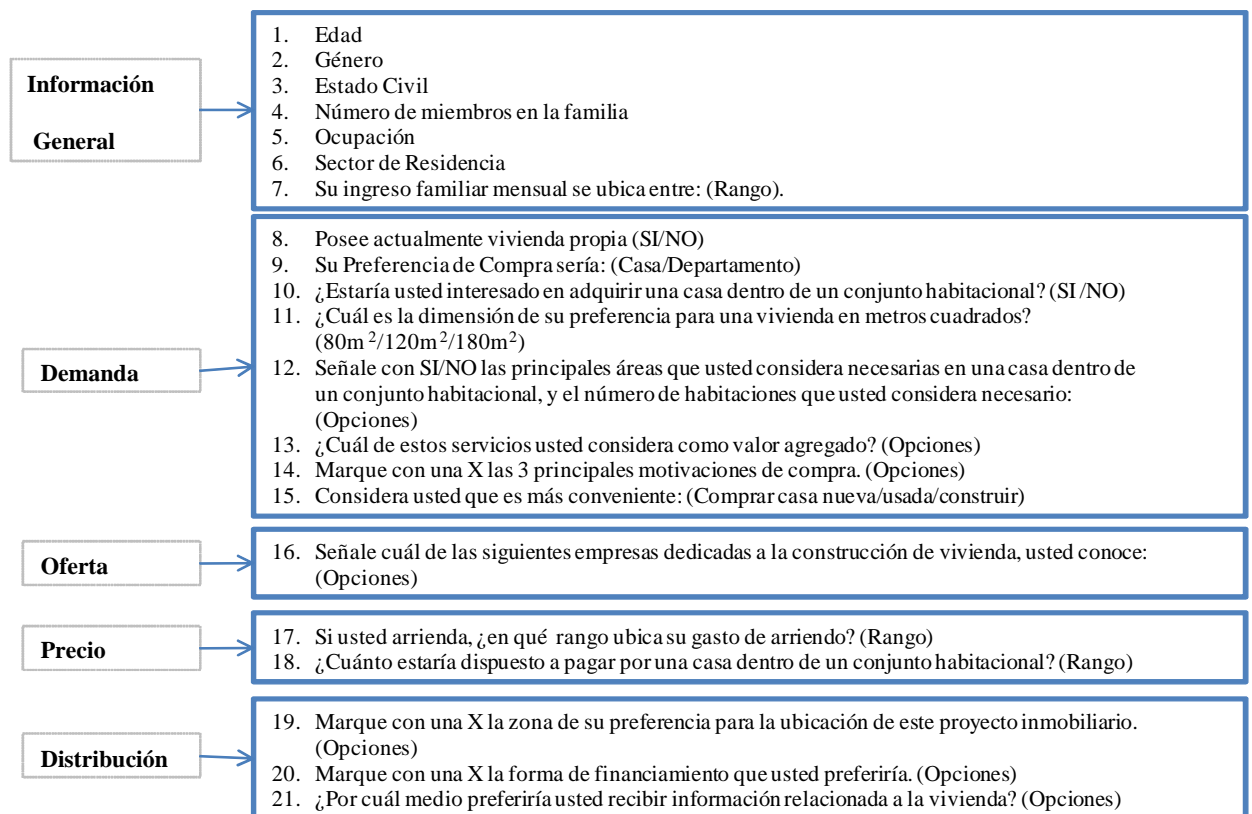 Información
General
1. Edad
2. Género
3. Estado Civil
4. Número de miembros en la familia
5. Ocupación
6. Sector de Residencia
7. Su ingreso familiar mensual se ubica entre: (Rango).
Demanda
8. Posee actualmente vivienda propia (SI/NO)
9. Su Preferencia de Compra sería: (Casa/Departamento)
10. ¿Estaría usted interesado en adquirir una casa dentro de un conjunto habitacional? (SI /NO)
11. ¿Cuál es la dimensión de su preferencia para una vivienda en metros cuadrados?
(80m ²/120m ²/180m²)
12. Señale con SI/NO las principales áreas que usted considera necesarias en una casa dentro de
un conjunto habitacional, y el número de habitaciones que usted considera necesario:
(Opciones)
13. ¿Cuál de estos servicios usted considera como valor agregado? (Opciones)
14. Marque con una X las 3 principales motivaciones de compra. (Opciones)
15. Considera usted que es más conveniente: (Comprar casa nueva/usada/construir)
Oferta
16. Señale cuál de las siguientes empresas dedicadas a la construcción de vivienda, usted conoce:
(Opciones)
Precio
17. Si usted arrienda, ¿en qué rango ubica su gasto de arriendo? (Rango)
18. ¿Cuánto estaría dispuesto a pagar por una casa dentro de un conjunto habitacional? (Rango)
Distribución
19. Marque con una X la zona de su preferencia para la ubicación de este proyecto inmobiliario.
(Opciones)
20. Marque con una X la forma de financiamiento que usted preferiría. (Opciones)
21. ¿Por cuál medio preferiría usted recibir información relacionada a la vivienda? (Opciones)